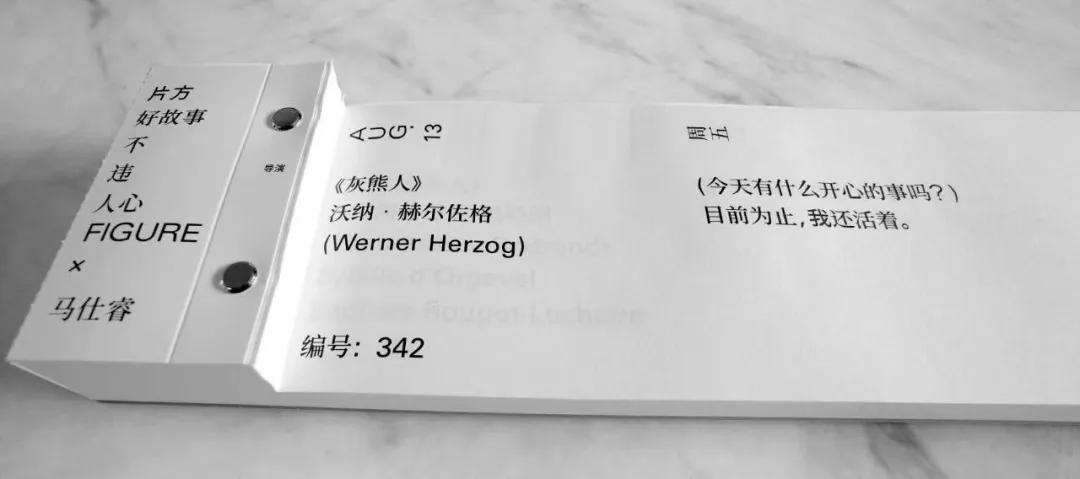 片方
好故事
不
违
人心
FIGURE
×
马仕睿
导演
AUG. 13
《灰熊人》
沃纳 · 赫尔佐格
(Werner Herzog)
编号：342
周五
(今天有什么开心的事吗？)
目前为止，我还活着。